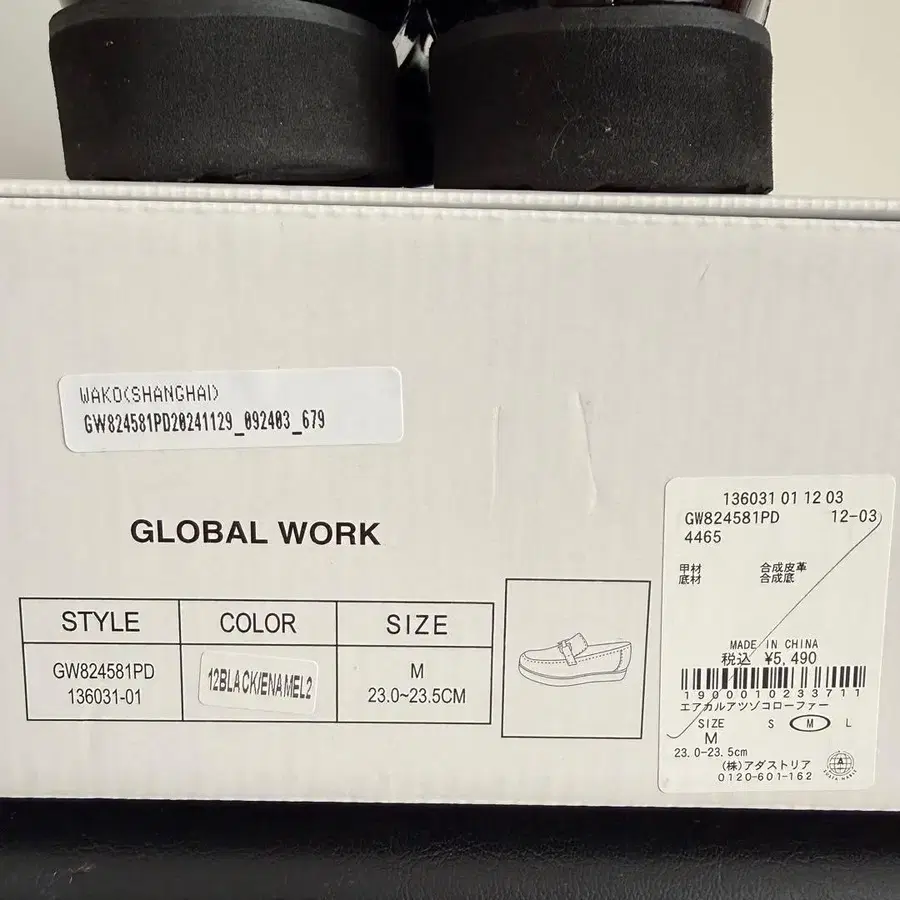 WAKO(SHANGHAI)
GW824581PD20241129_092403_679
GLOBAL WORK
STYLE COLOR SIZE
GW824581PD
136031-01
12BLACK/ENAMEL2
M
23.0~23.5CM
136031 01 12 03
GW824581PD 12-03
4465
甲材 合成皮革
底材 合成底
MADE IN CHINA
税込 ¥5,490
1900010233711
エアカルアツゾコローファー
SIZE S M L
M
23.0-23.5cm
(株)アダストリア
0120-601-162